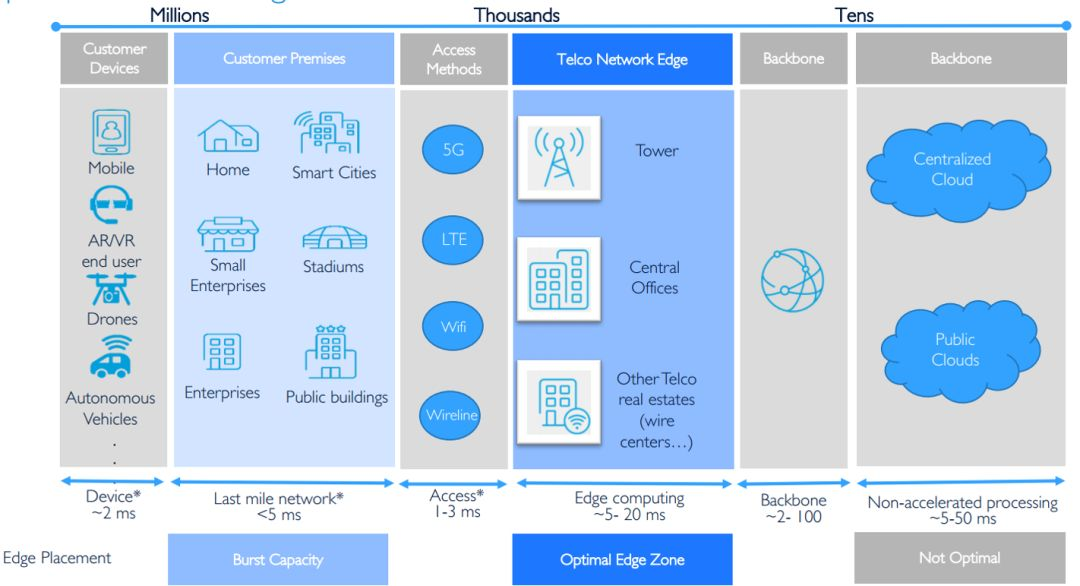 Millions
Thousands
Tens
Customer
Devices
Customer Premises
Access
Methods
Telco Network Edge
Backbone
Backbone
Mobile
AR/VR
end user
Drones
Autonomous
Vehicles
.
.
Home
Smart Cities
Small
Enterprises
Stadiums
Enterprises
Public buildings
5G
LTE
Wifi
Wireline
Tower
Central
Offices
Other Telco
real estates
(wire
centers...)
Centralized
Cloud
Public
Clouds
Device*
~2 ms
Last mile network*
<5 ms
Access*
1-3 ms
Edge computing
~5- 20 ms
Backbone
~2- 100
Non-accelerated processing
~5-50 ms
Edge Placement
Burst Capacity
Optimal Edge Zone
Not Optimal